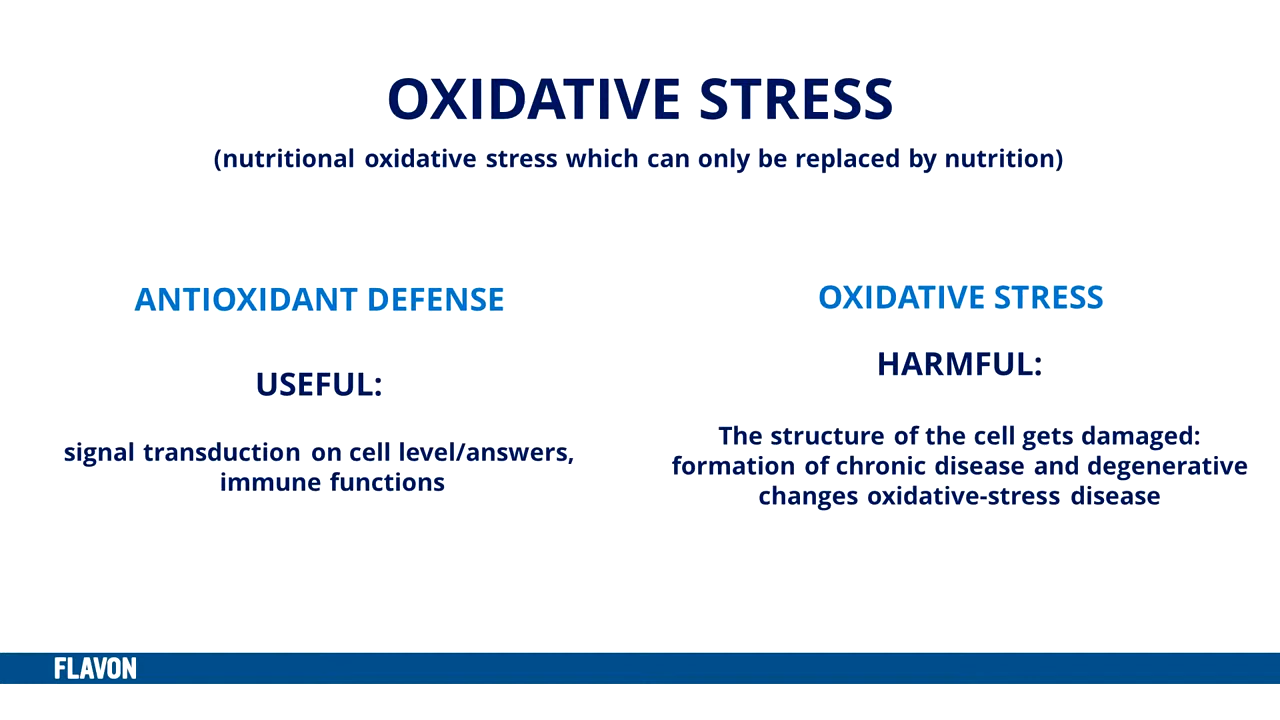 OXIDATIVE STRESS
(nutritional oxidative stress which can only be replaced by nutrition)
ANTIOXIDANT DEFENSE
USEFUL:
signal transduction on cell level/answers,
immune functions
OXIDATIVE STRESS
HARMFUL:
The structure of the cell gets damaged:
formation of chronic disease and degenerative
changes oxidative-stress disease
FLAVON